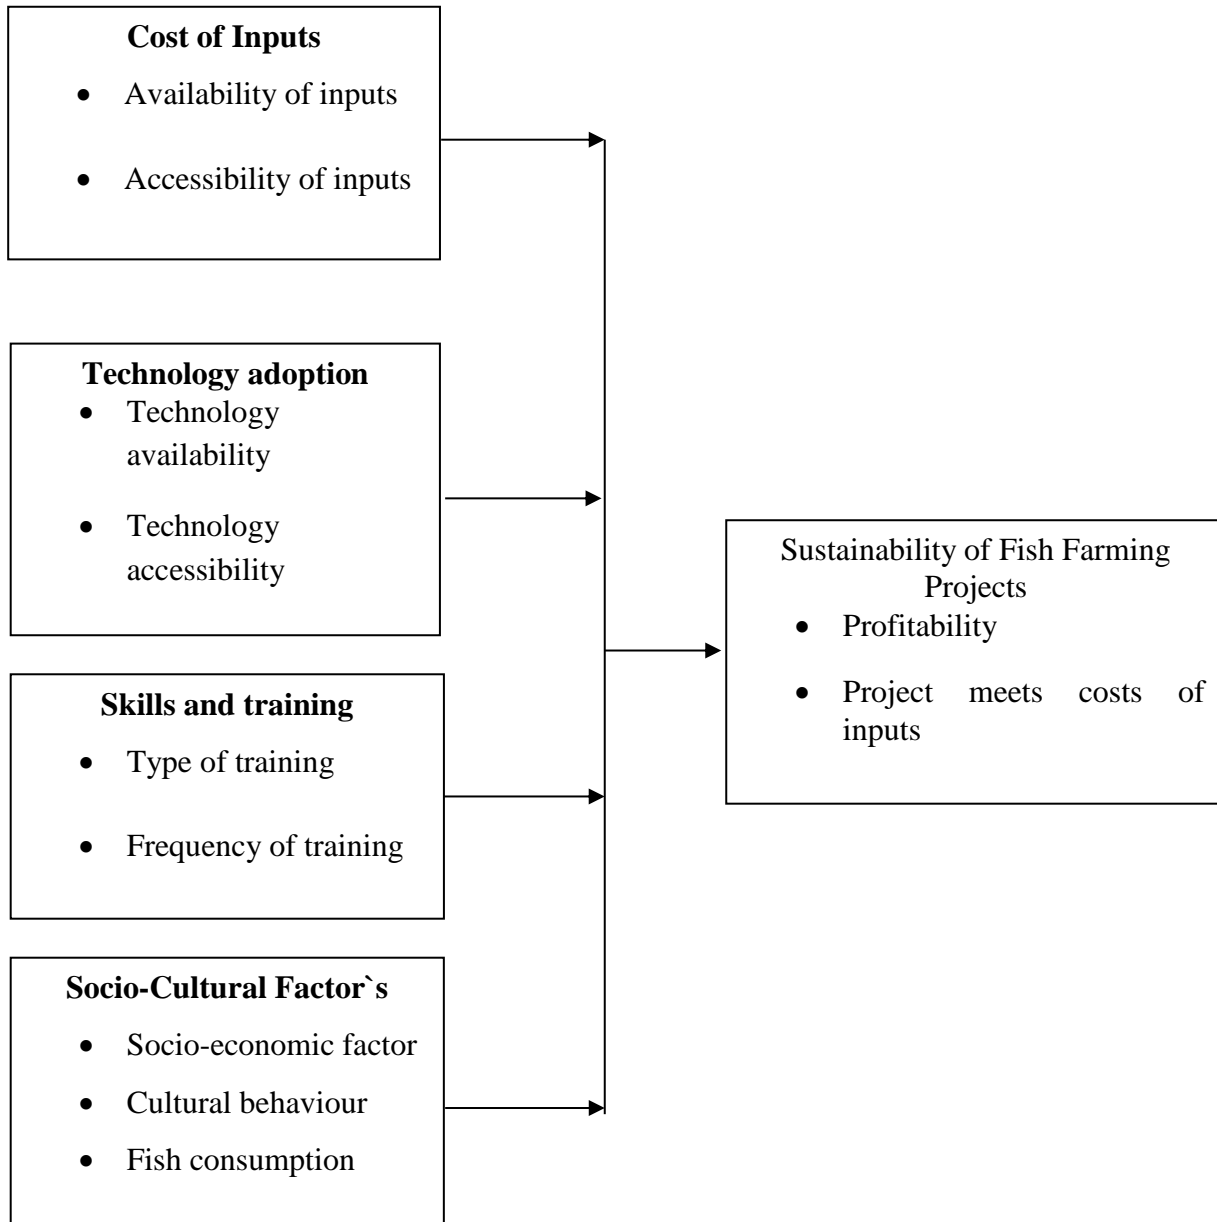 Cost of Inputs
• Availability of inputs
• Accessibility of inputs
Technology adoption
• Technology
availability
• Technology
accessibility
Skills and training
• Type of training
• Frequency of training
Socio-Cultural Factor`s
• Socio-economic factor
• Cultural behaviour
• Fish consumption
Sustainability of Fish Farming
Projects
• Profitability
• Project meets costs of
inputs